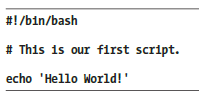 #!/bin/bash
# This is our first script.
echo 'Hello World!'